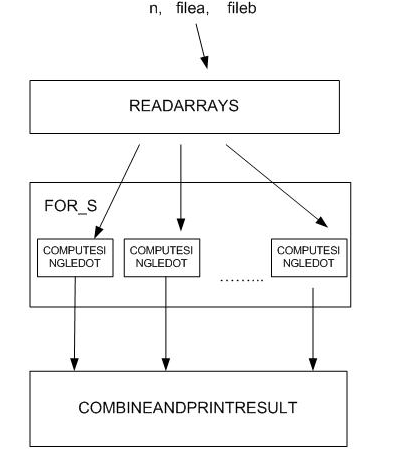 n, filea, fileb
READARRAYS
FOR_S
COMPUTESI
NGLEDOT
COMPUTESI
NGLEDOT
.........
COMPUTESI
NGLEDOT
COMBINEANDPRINTRESULT